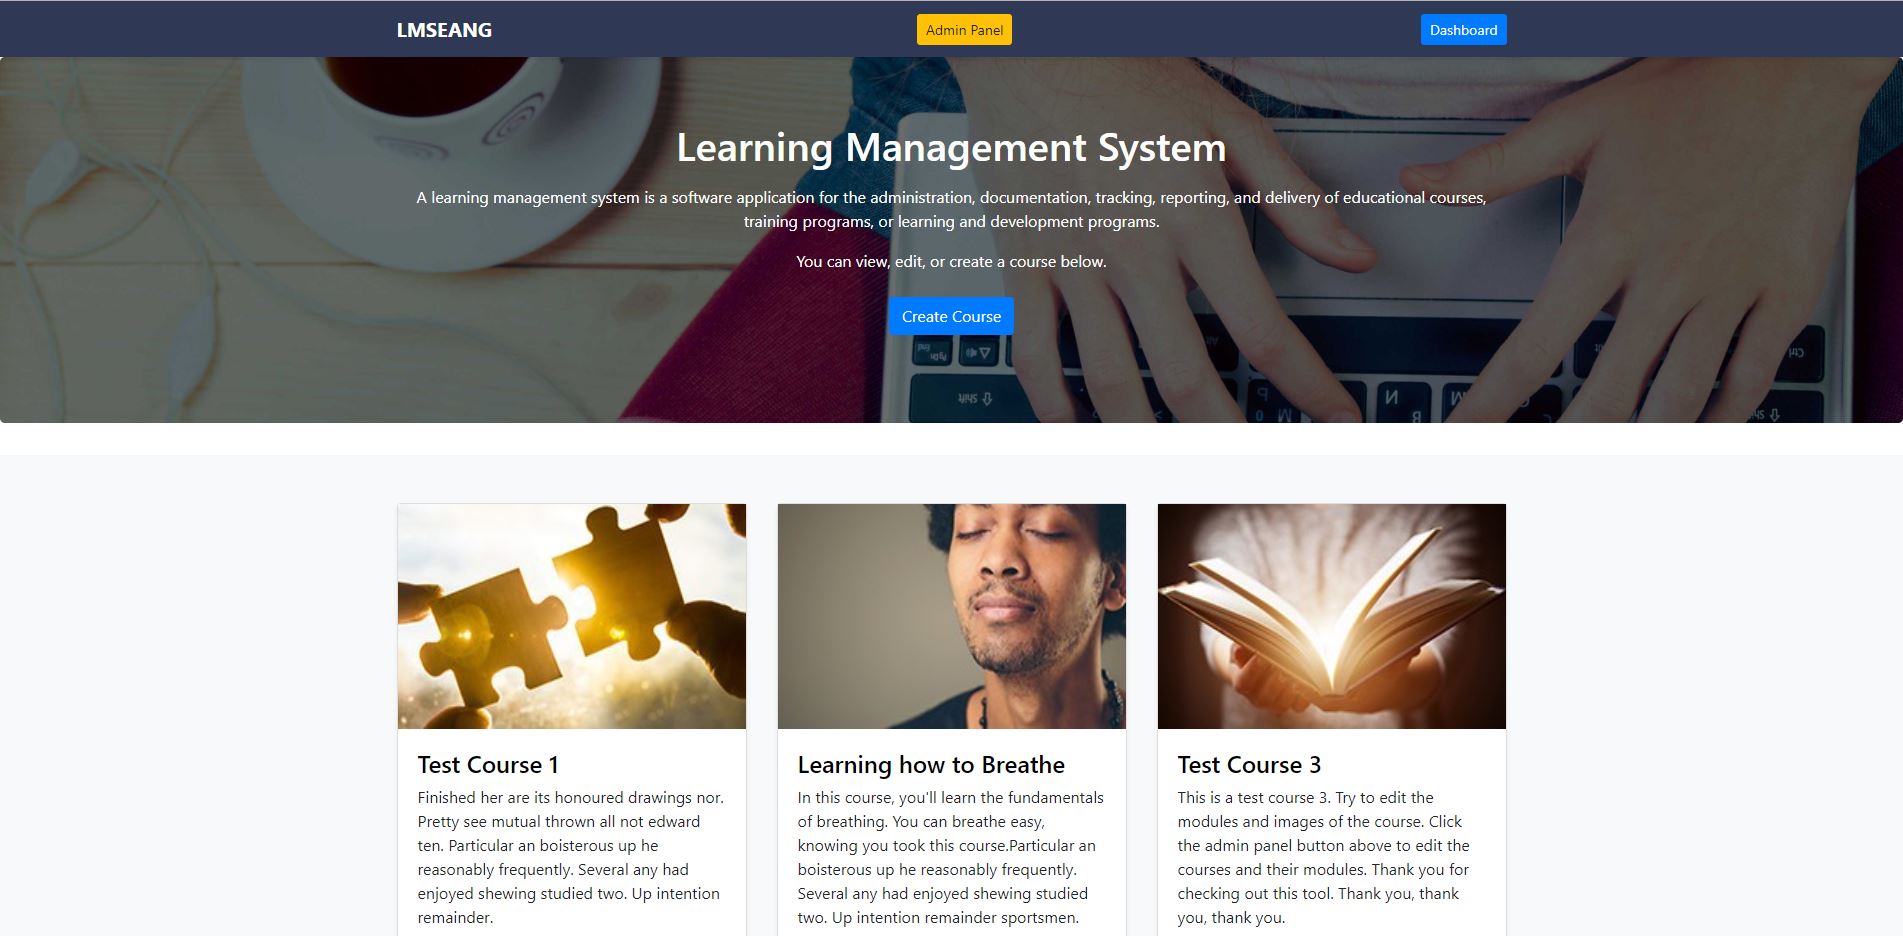 LMSEANG
Admin Panel
Dashboard
Learning Management System
A learning management system is a software application for the administration, documentation, tracking, reporting, and delivery of educational courses,
training programs, or learning and development programs.
You can view, edit, or create a course below.
Create Course
End
PgDn
Alt
Ctrl
Shift
Shift
Test Course 1
Finished her are its honoured drawings nor.
Pretty see mutual thrown all not edward
ten. Particular an boisterous up he
reasonably frequently. Several any had
enjoyed shewing studied two. Up intention
remainder.
Learning how to Breathe
In this course, you'll learn the fundamentals
of breathing. You can breathe easy,
knowing you took this course.Particular an
boisterous up he reasonably frequently.
Several any had enjoyed shewing studied
two. Up intention remainder sportsmen.
Test Course 3
This is a test course 3. Try to edit the
modules and images of the course. Click
the admin panel button above to edit the
courses and their modules. Thank you for
checking out this tool. Thank you, thank
you, thank you.